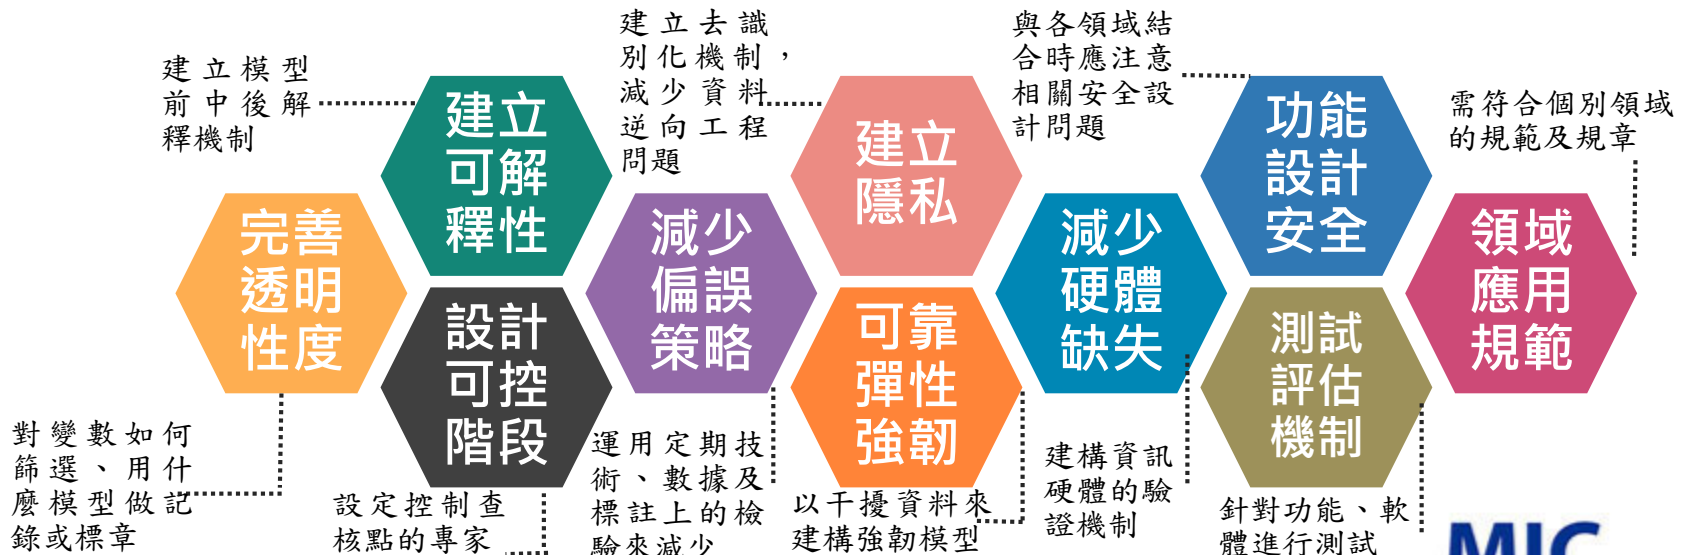 建立模型
前中後解
釋機制
建立
可解
釋性
建立去識
別化機制，
減少資料
逆向工程
問題
建立
隱私
與各領域結
合時應注意
相關安全設
計問題
功能
設計
安全
需符合個別領域
的規範及規章
完善
透明
性度
減少
偏誤
策略
減少
硬體
缺失
領域
應用
規範
設計
可控
階段
可靠
彈性
強韌
測試
評估
機制
對變數如何
篩選、用什
麼模型做記
錄或標章
設定控制查
核點的專家
運用定期技
術、數據及
標註上的檢
驗來減少
以干擾資料來
建構強韌模型
建構資訊
硬體的驗
證機制
針對功能、軟
體進行測試
MIC